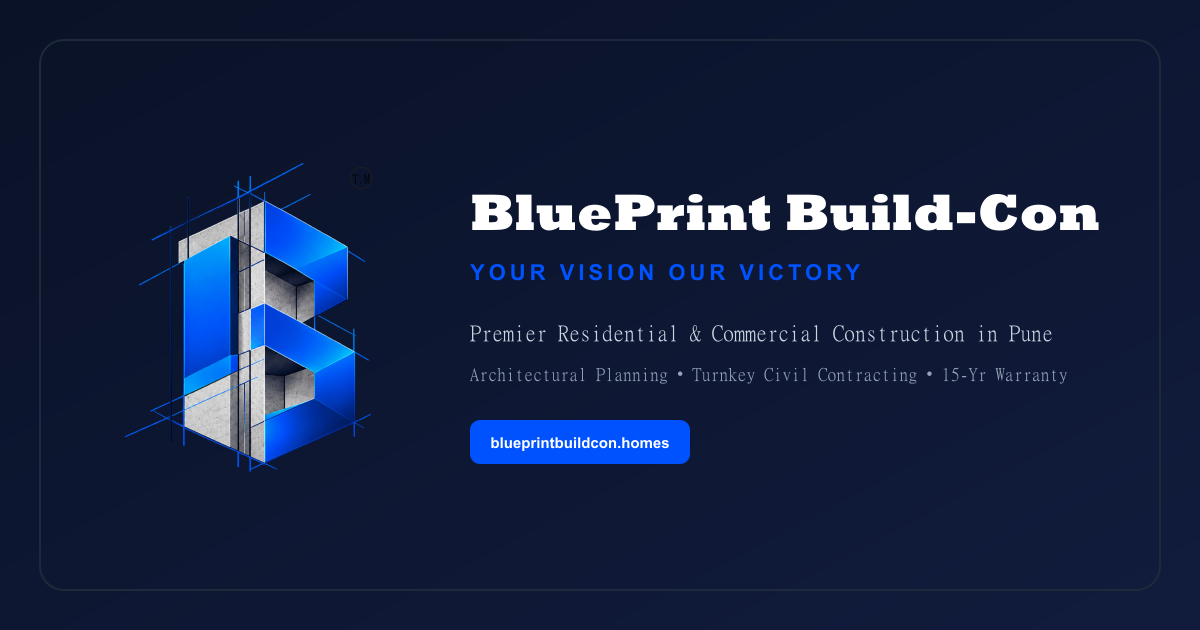 T.M
BluePrint Build-Con
YOUR VISION OUR VICTORY
Premier Residential & Commercial Construction in Pune
Architectural Planning • Turnkey Civil Contracting • 15-Yr Warranty
blueprintbuildcon.homes